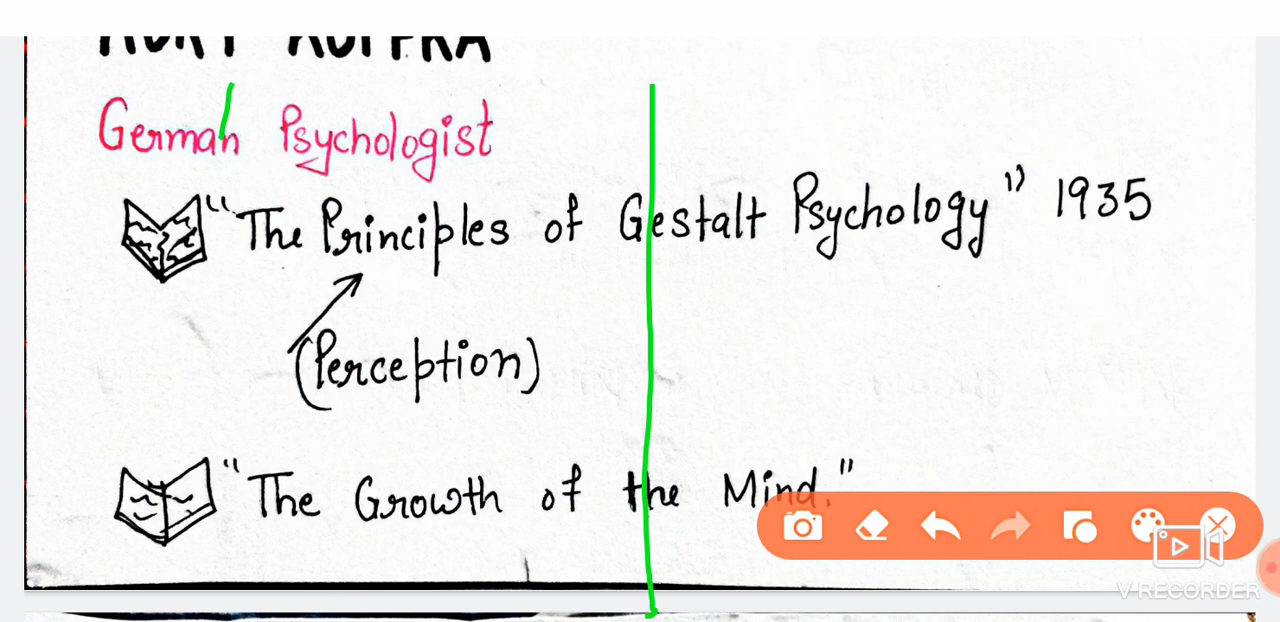 German Psychologist
"The Principles of Gestalt Psychology" 1935
(Perception)
"The Growth of the Mind."
V-RECORDER